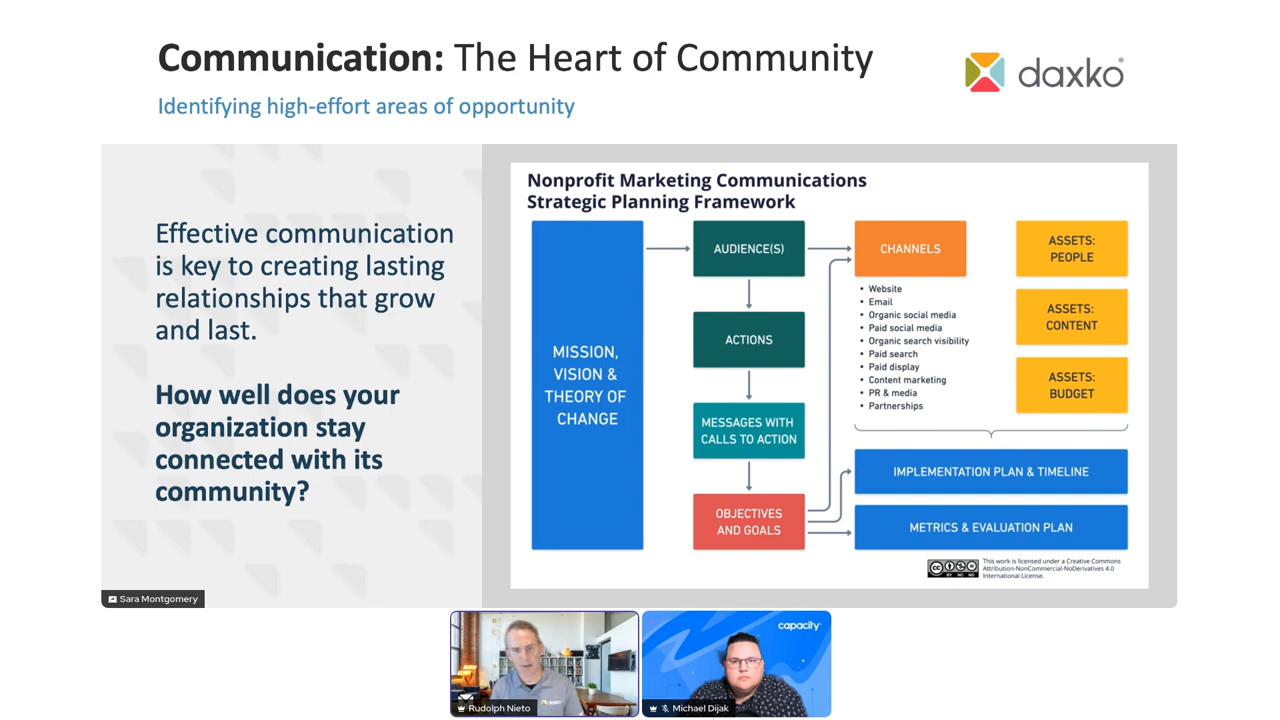 Communication: The Heart of Community
daxko
Identifying high-effort areas of opportunity
Effective communication
is key to creating lasting
relationships that grow
and last.
How well does your
organization stay
connected with its
community?
Nonprofit Marketing Communications
Strategic Planning Framework
MISSION,
VISION &
THEORY OF
CHANGE
AUDIENCE(S)
ACTIONS
MESSAGES WITH
CALLS TO ACTION
OBJECTIVES
AND GOALS
CHANNELS
• Website
• Email
• Organic social media
• Paid social media
• Organic search visibility
• Paid search
• Paid display
• Content marketing
• PR & media
• Partnerships
ASSETS:
PEOPLE
ASSETS:
CONTENT
ASSETS:
BUDGET
IMPLEMENTATION PLAN & TIMELINE
METRICS & EVALUATION PLAN
This work is licensed under a Creative Commons
Attribution-NonCommercial-NoDerivatives 4.0
International License.
Sara Montgomery
capacity
Rudolph Nieto
Michael Dijak